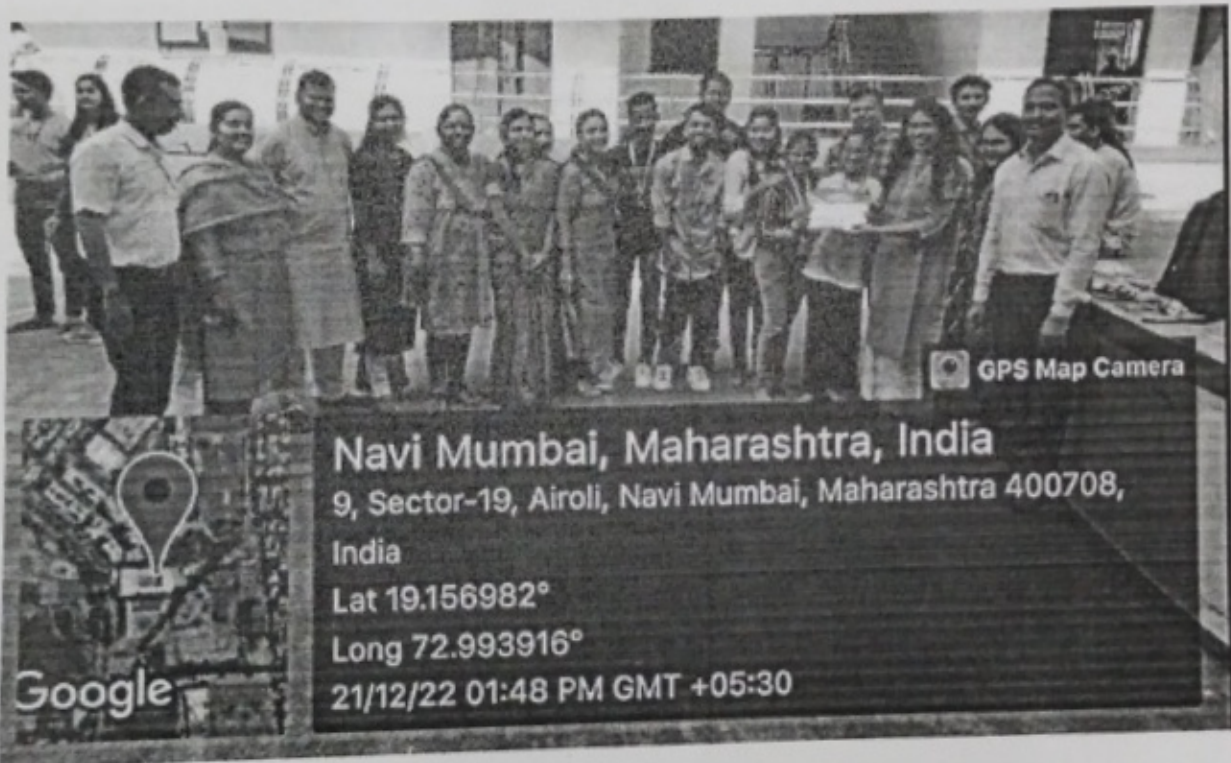 GPS Map Camera
Navi Mumbai, Maharashtra, India
9, Sector-19, Airoli, Navi Mumbai, Maharashtra 400708,
India
Lat 19.156982°
Long 72.993916°
21/12/22 01:48 PM GMT +05:30
Google